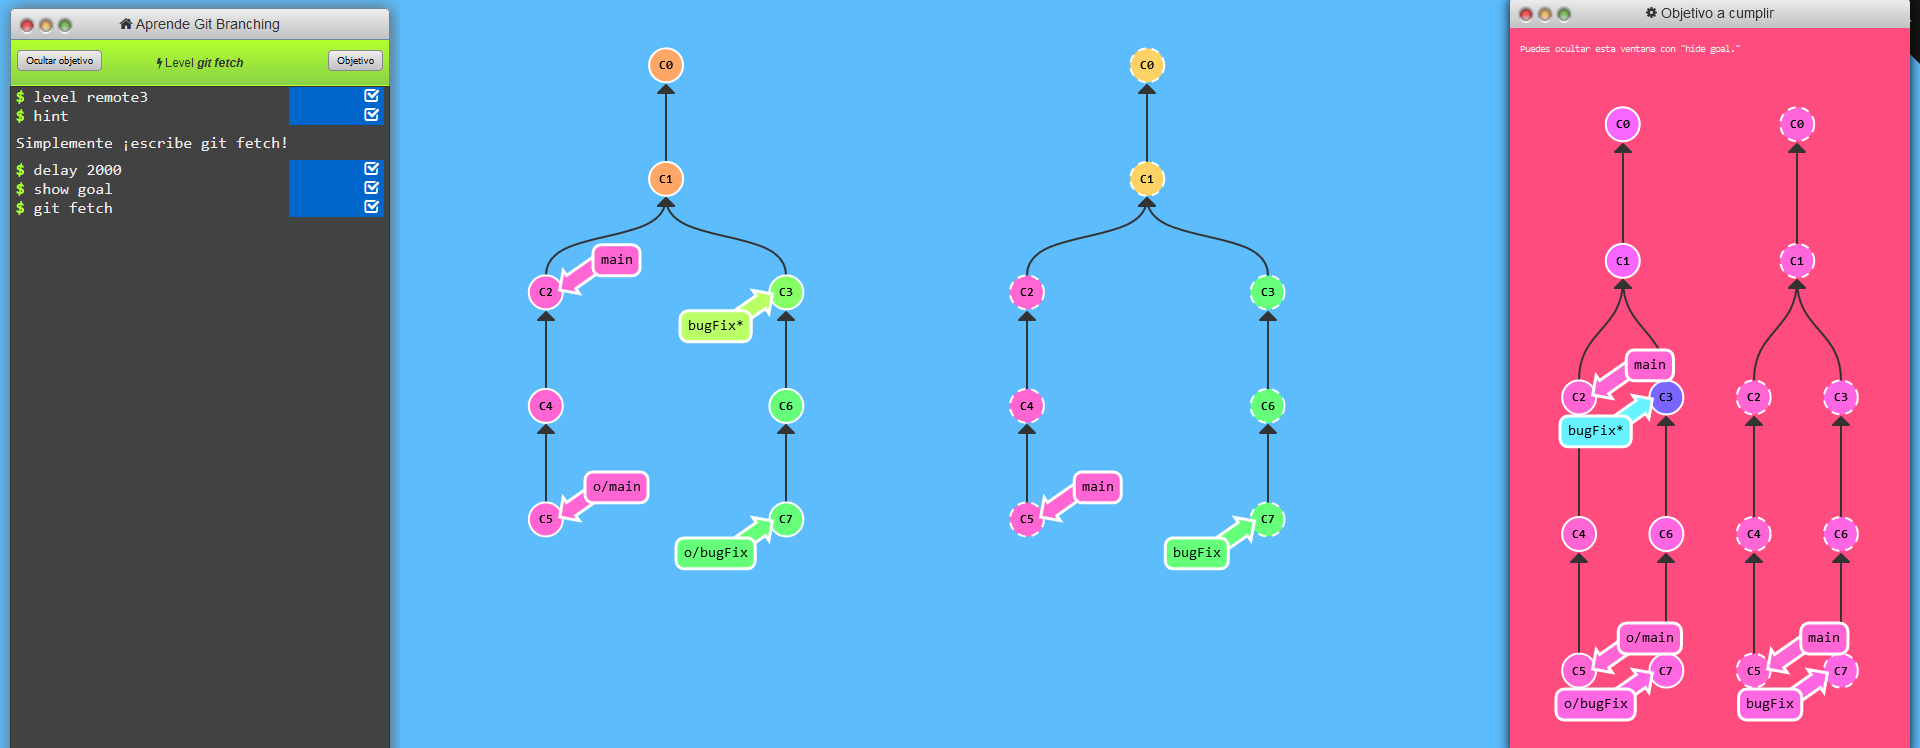 Aprende Git Branching
Ocultar objetivo
Level git fetch
Objetivo
$ level remote3
$ hint
Simplemente ¡escribe git fetch!
$ delay 2000
$ show goal
$ git fetch
C0
C1
main
C2
C3
bugFix*
C4
C6
o/main
C5
C7
o/bugFix
C0
C1
C2
C3
C4
C6
main
C5
C7
bugFix
Objetivo a cumplir
Puedes ocultar esta ventana con "hide goal."
C0
C1
main
C2
C3
bugFix*
C4
C6
o/main
C5
C7
o/bugFix
C0
C1
C2
C3
C4
C6
main
C5
C7
bugFix